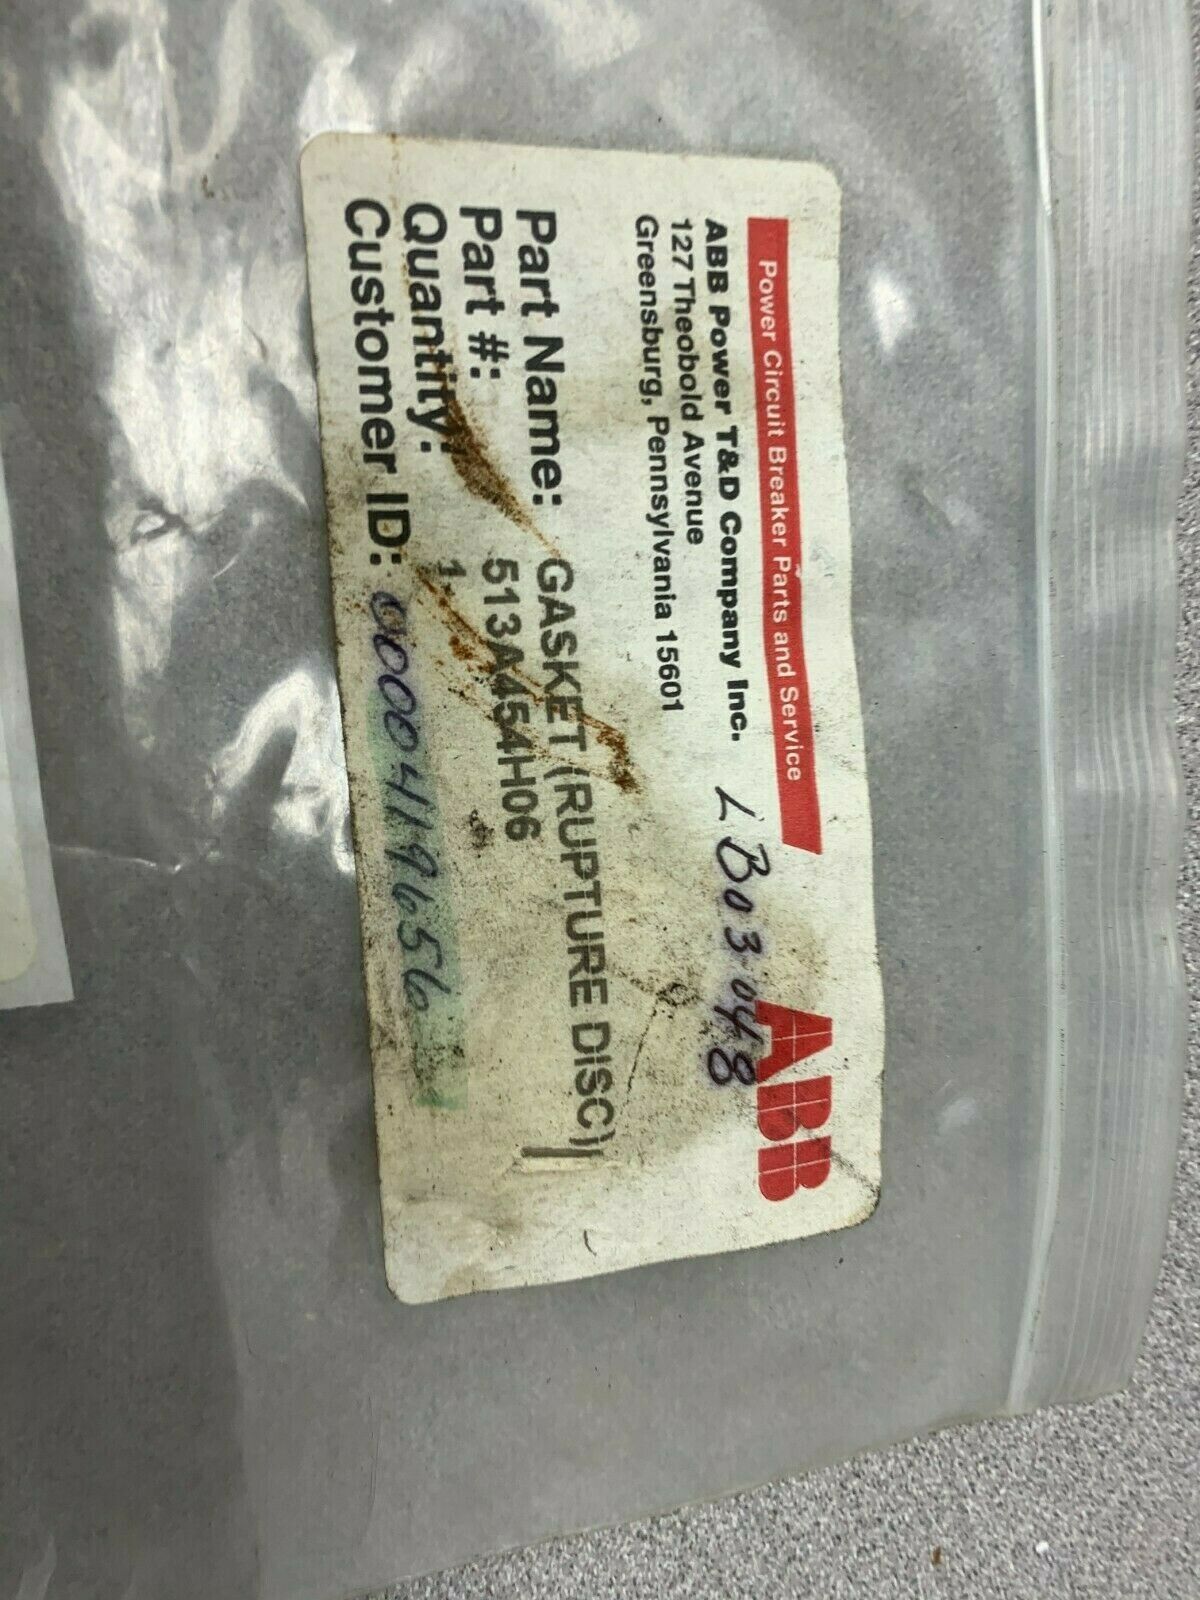 Power Circuit Breaker Parts and Service
ABB
ABB Power T&D Company Inc. LB03048
127 Theobold Avenue
Greensburg, Pennsylvania 15601
Part Name: GASKET (RUPTURE DISC)
Part #: 513A454H06
Quantity: 1
Customer ID: 0000419656